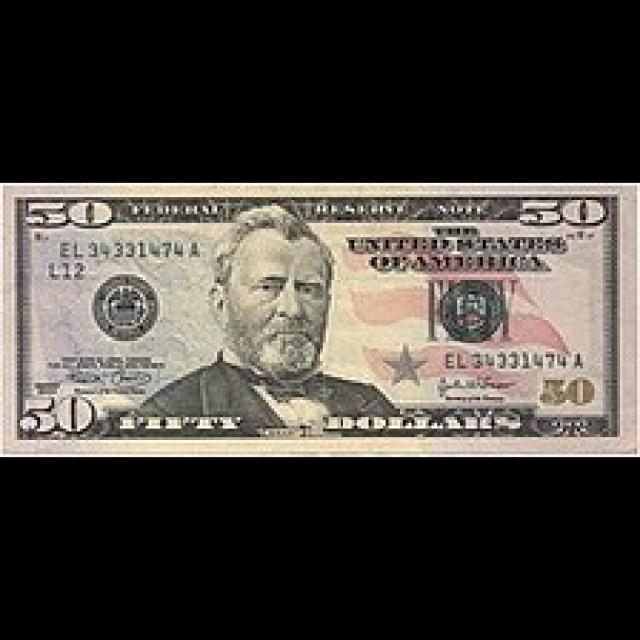 50 FEDERAL RESERVE NOTE 50
THE
UNITED STATES
OF AMERICA
EL 34331474 A
L12
EL 34331474 A
50
50 FIFTY DOLLARS